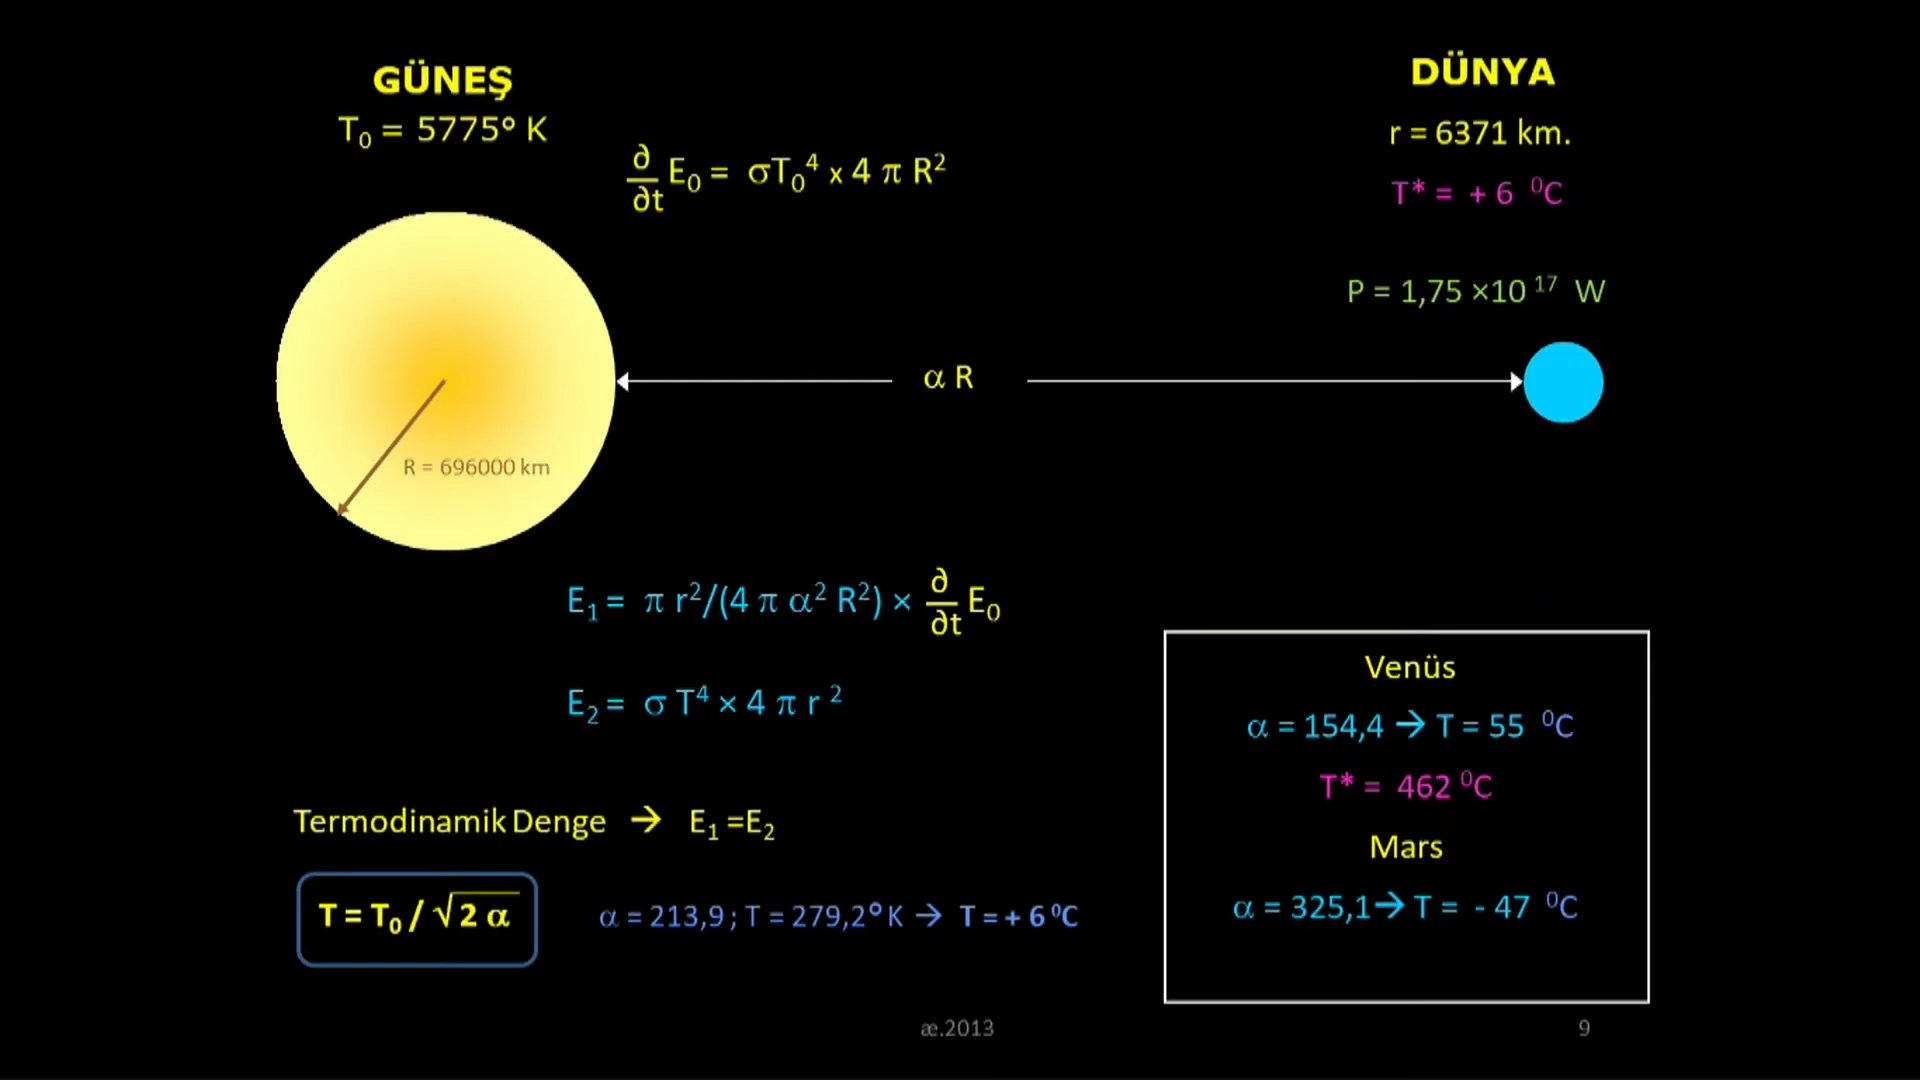 GÜNEŞ
T₀ = 5775° K
∂/∂t E₀ = σT₀⁴ x 4 π R²
DÜNYA
r = 6371 km.
T* = + 6 ⁰C
P = 1,75 ×10 ¹⁷ W
α R
R = 696000 km
E₁ = π r²/(4 π α² R²) × ∂/∂t E₀
E₂ = σ T⁴ × 4 π r ²
Termodinamik Denge → E₁ =E₂
T = T₀ / √2 α
α = 213,9 ; T = 279,2° K → T = + 6 ⁰C
Venüs
α = 154,4 → T = 55 ⁰C
T* = 462 ⁰C
Mars
α = 325,1→ T = - 47 ⁰C
æ.2013
9